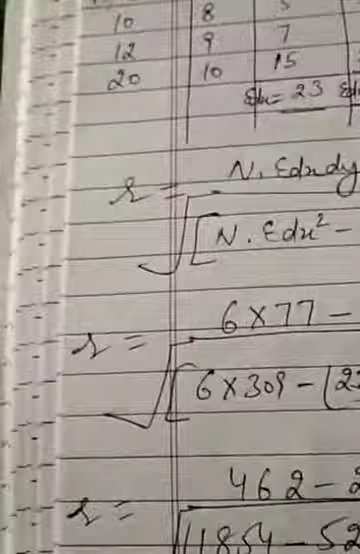 10 8 5
12 9 7
20 10 15
Σdx = 23
r = N.Σdxdy
√[N.Σdx² -
6×77 -
r =
√[6×309 - (2
462 -
r =
√[1854 - 52